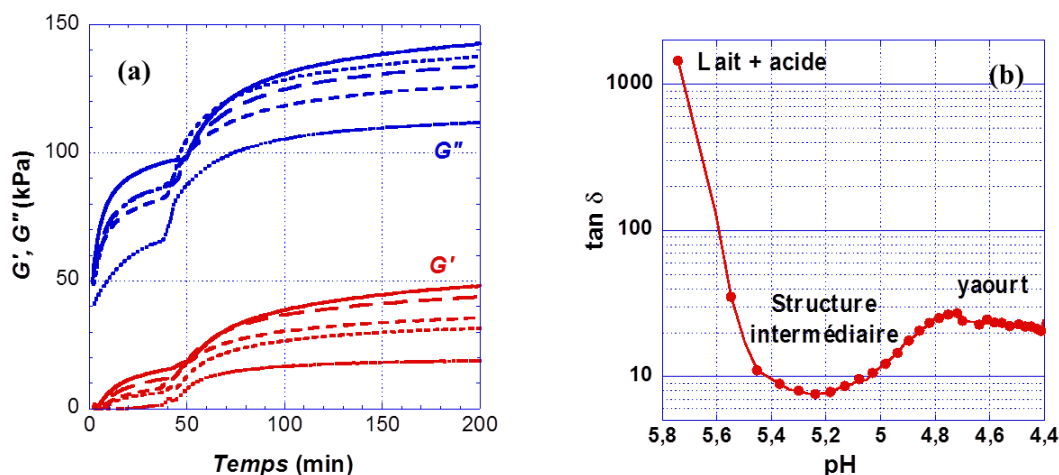 (a)
G', G" (kPa)
150
100
50
0
G"
G'
0
50
100
150
200
Temps (min)
(b)
tan δ
1000
100
10
Lait + acide
Structure
intermédiaire
yaourt
5,8
5,6
5,4
5,2
5
4,8
4,6
4,4
pH